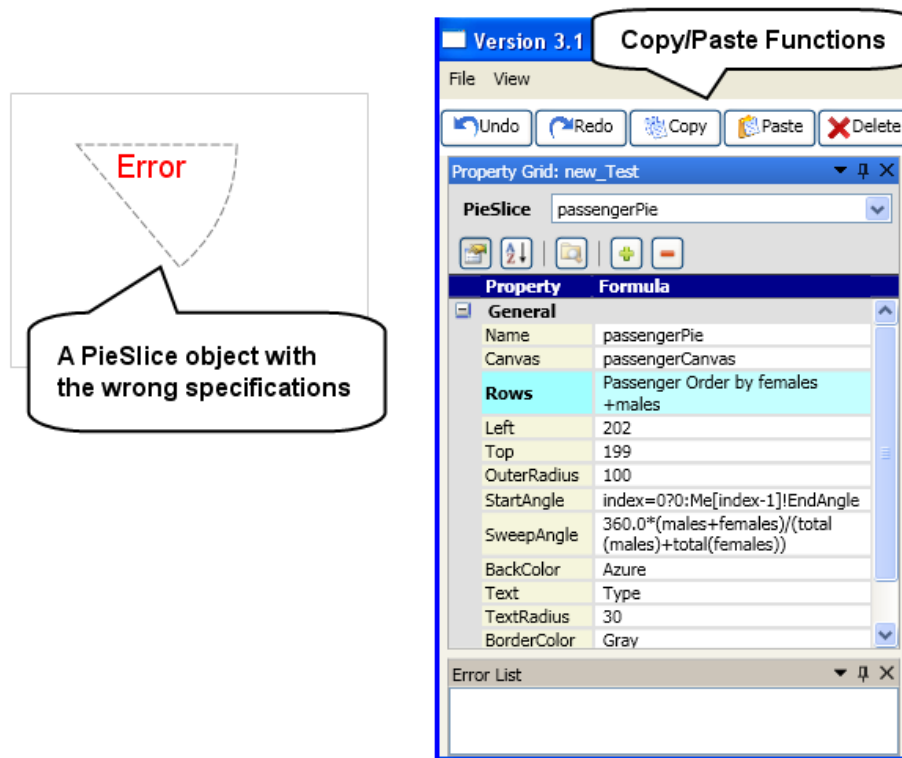 Error
A PieSlice object with
the wrong specifications
Version 3.1
Copy/Paste Functions
File View
Undo Redo Copy Paste Delete
Property Grid: new_Test
PieSlice passengerPie
Property Formula
General
Name passengerPie
Canvas passengerCanvas
Rows Passenger Order by females
+males
Left 202
Top 199
OuterRadius 100
StartAngle index=0?0:Me[index-1]!EndAngle
SweepAngle 360.0*(males+females)/(total
(males)+total(females))
BackColor Azure
Text Type
TextRadius 30
BorderColor Gray
Error List